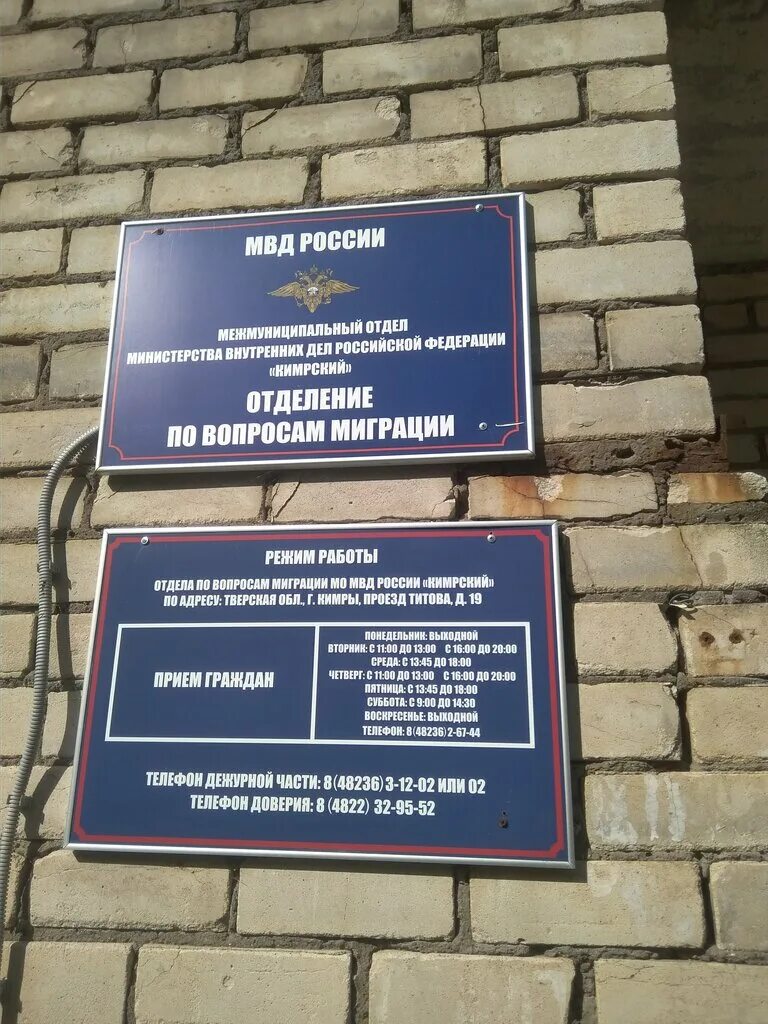 МВД РОССИИ
МЕЖМУНИЦИПАЛЬНЫЙ ОТДЕЛ
МИНИСТЕРСТВА ВНУТРЕННИХ ДЕЛ РОССИЙСКОЙ ФЕДЕРАЦИИ
«КИМРСКИЙ»
ОТДЕЛЕНИЕ
ПО ВОПРОСАМ МИГРАЦИИ
РЕЖИМ РАБОТЫ
ОТДЕЛА ПО ВОПРОСАМ МИГРАЦИИ МО МВД РОССИИ «КИМРСКИЙ»
ПО АДРЕСУ: ТВЕРСКАЯ ОБЛ., Г. КИМРЫ, ПРОЕЗД ТИТОВА, Д. 19
ПРИЕМ ГРАЖДАН
ПОНЕДЕЛЬНИК: ВЫХОДНОЙ
ВТОРНИК: С 11:00 ДО 13:00 С 16:00 ДО 20:00
СРЕДА: С 13:45 ДО 18:00
ЧЕТВЕРГ: С 11:00 ДО 13:00 С 16:00 ДО 20:00
ПЯТНИЦА: С 13:45 ДО 18:00
СУББОТА: С 9:00 ДО 14:30
ВОСКРЕСЕНЬЕ: ВЫХОДНОЙ
ТЕЛЕФОН: 8(48236)2-67-44
ТЕЛЕФОН ДЕЖУРНОЙ ЧАСТИ: 8(48236)3-12-02 ИЛИ 02
ТЕЛЕФОН ДОВЕРИЯ: 8 (4822) 32-95-52